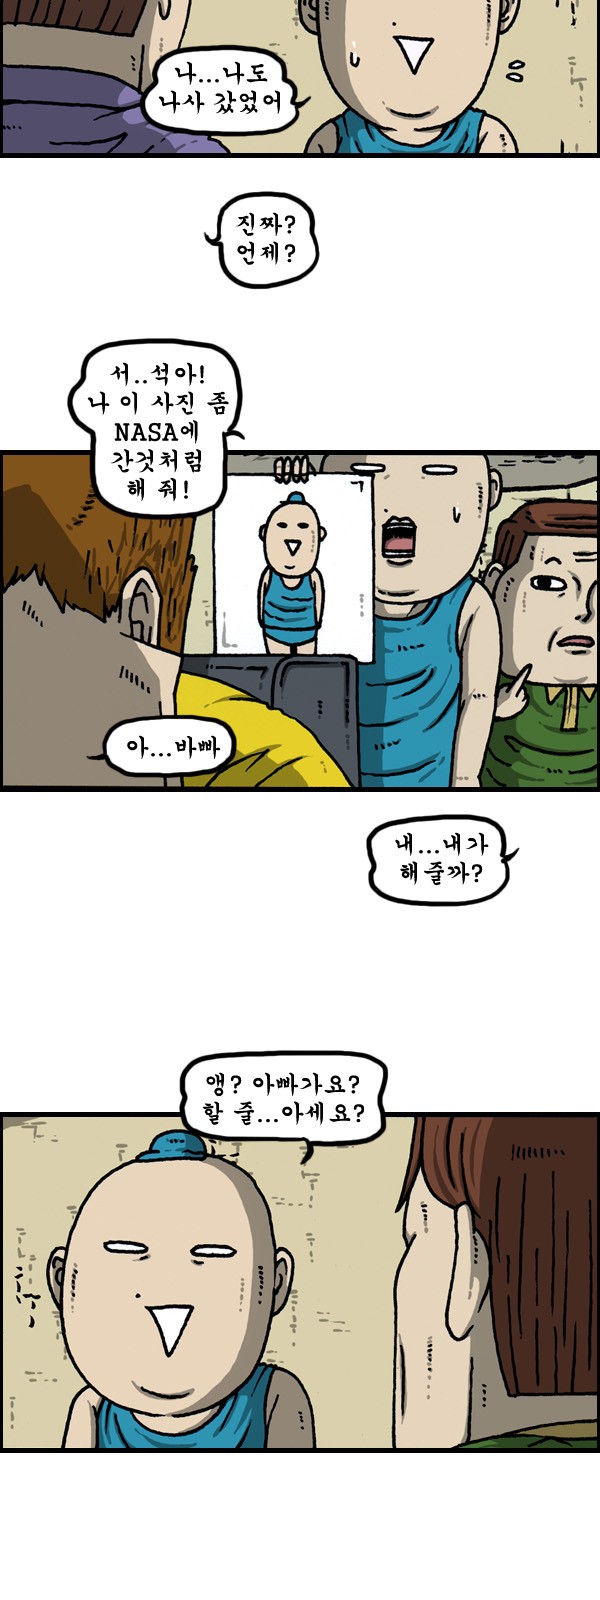 나...나도
나사 갔었어
진짜?
언제?
서..석아!
나 이 사진 좀
NASA에
간것처럼
해 줘!
아...바빠
내...내가
해줄까?
앵? 아빠가요?
할 줄...아세요?